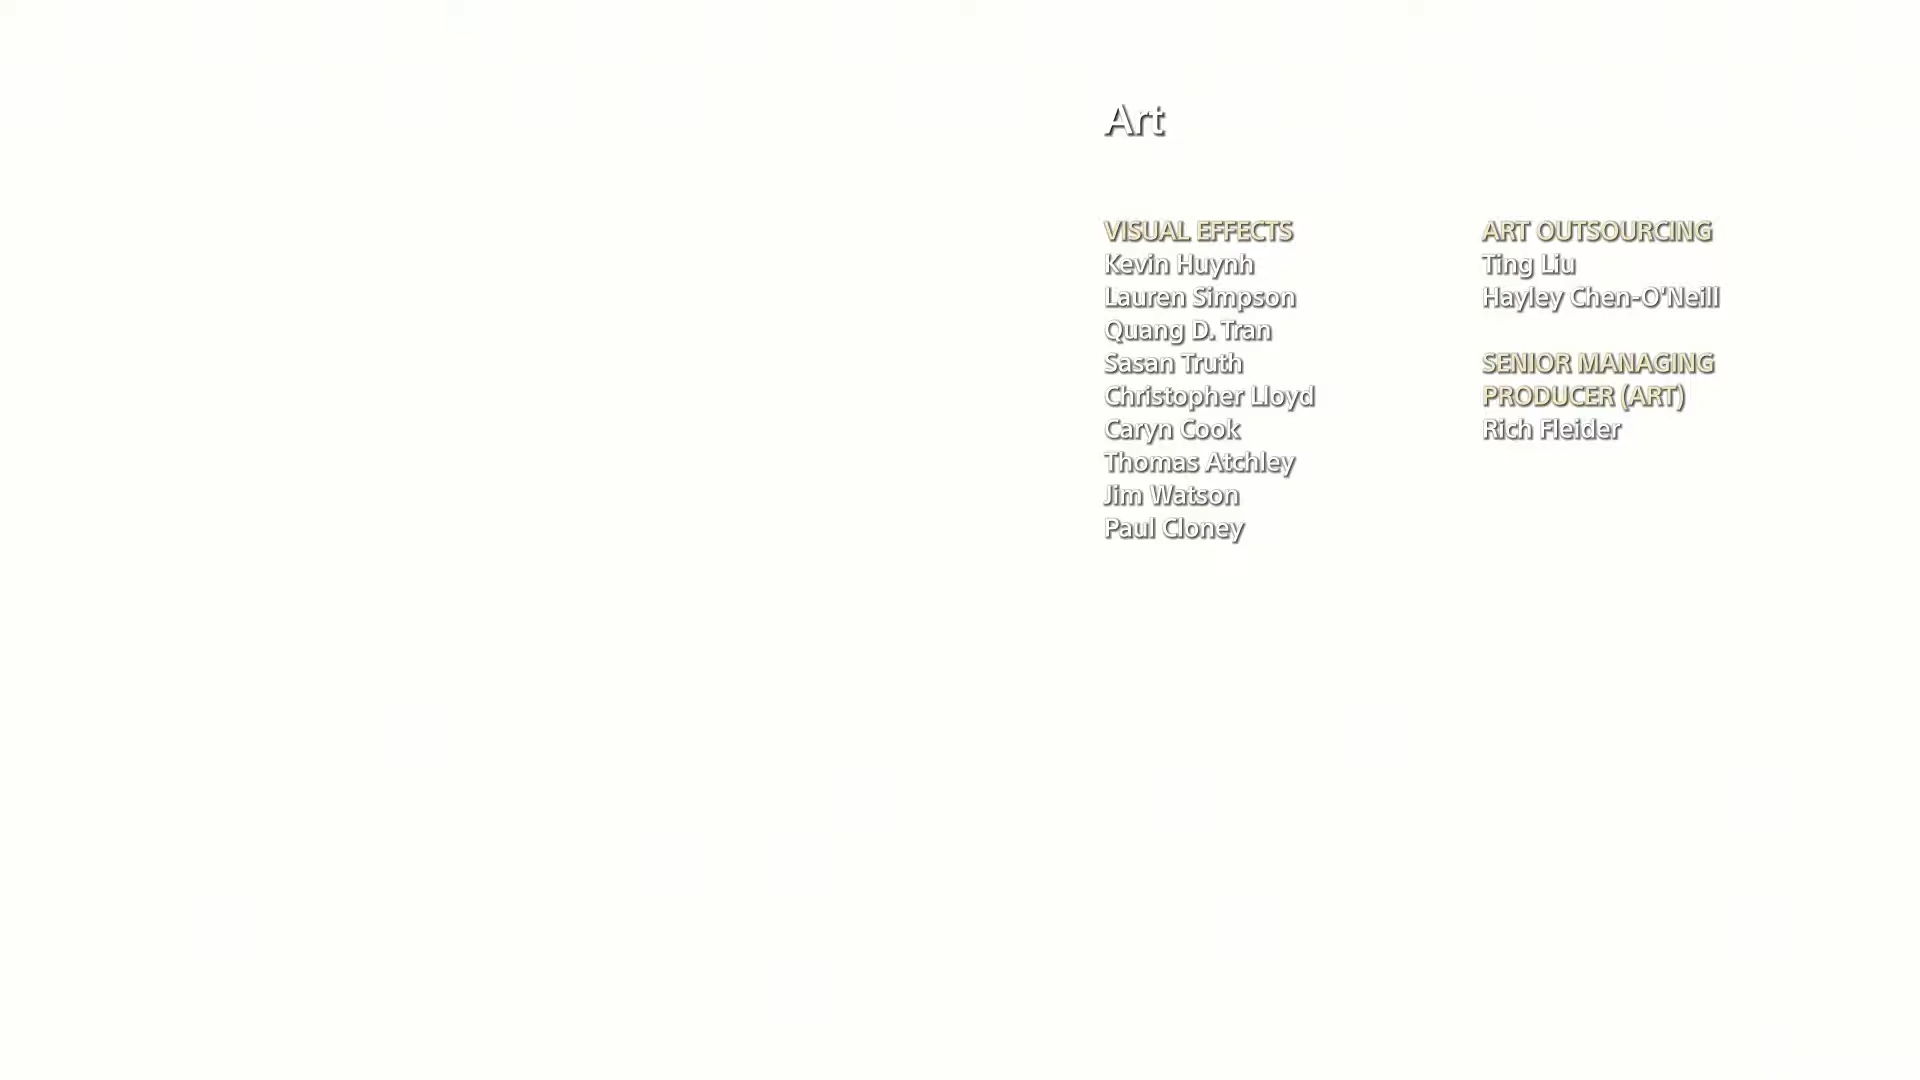 Art
VISUAL EFFECTS
Kevin Huynh
Lauren Simpson
Quang D. Tran
Sasan Truth
Christopher Lloyd
Caryn Cook
Thomas Atchley
Jim Watson
Paul Cloney
ART OUTSOURCING
Ting Liu
Hayley Chen-O'Neill
SENIOR MANAGING
PRODUCER (ART)
Rich Fleider